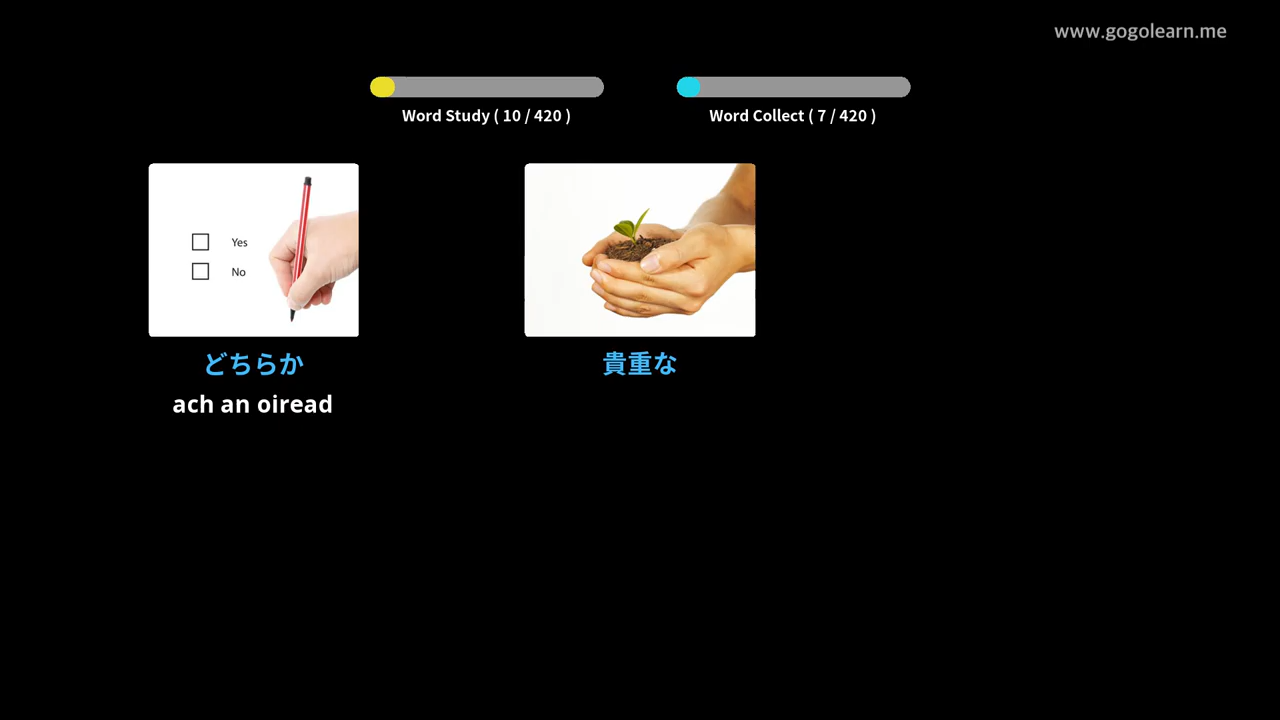 www.gogolearn.me
Word Study ( 10 / 420 )
Word Collect ( 7 / 420 )
Yes
No
どちらか
ach an oiread
貴重な